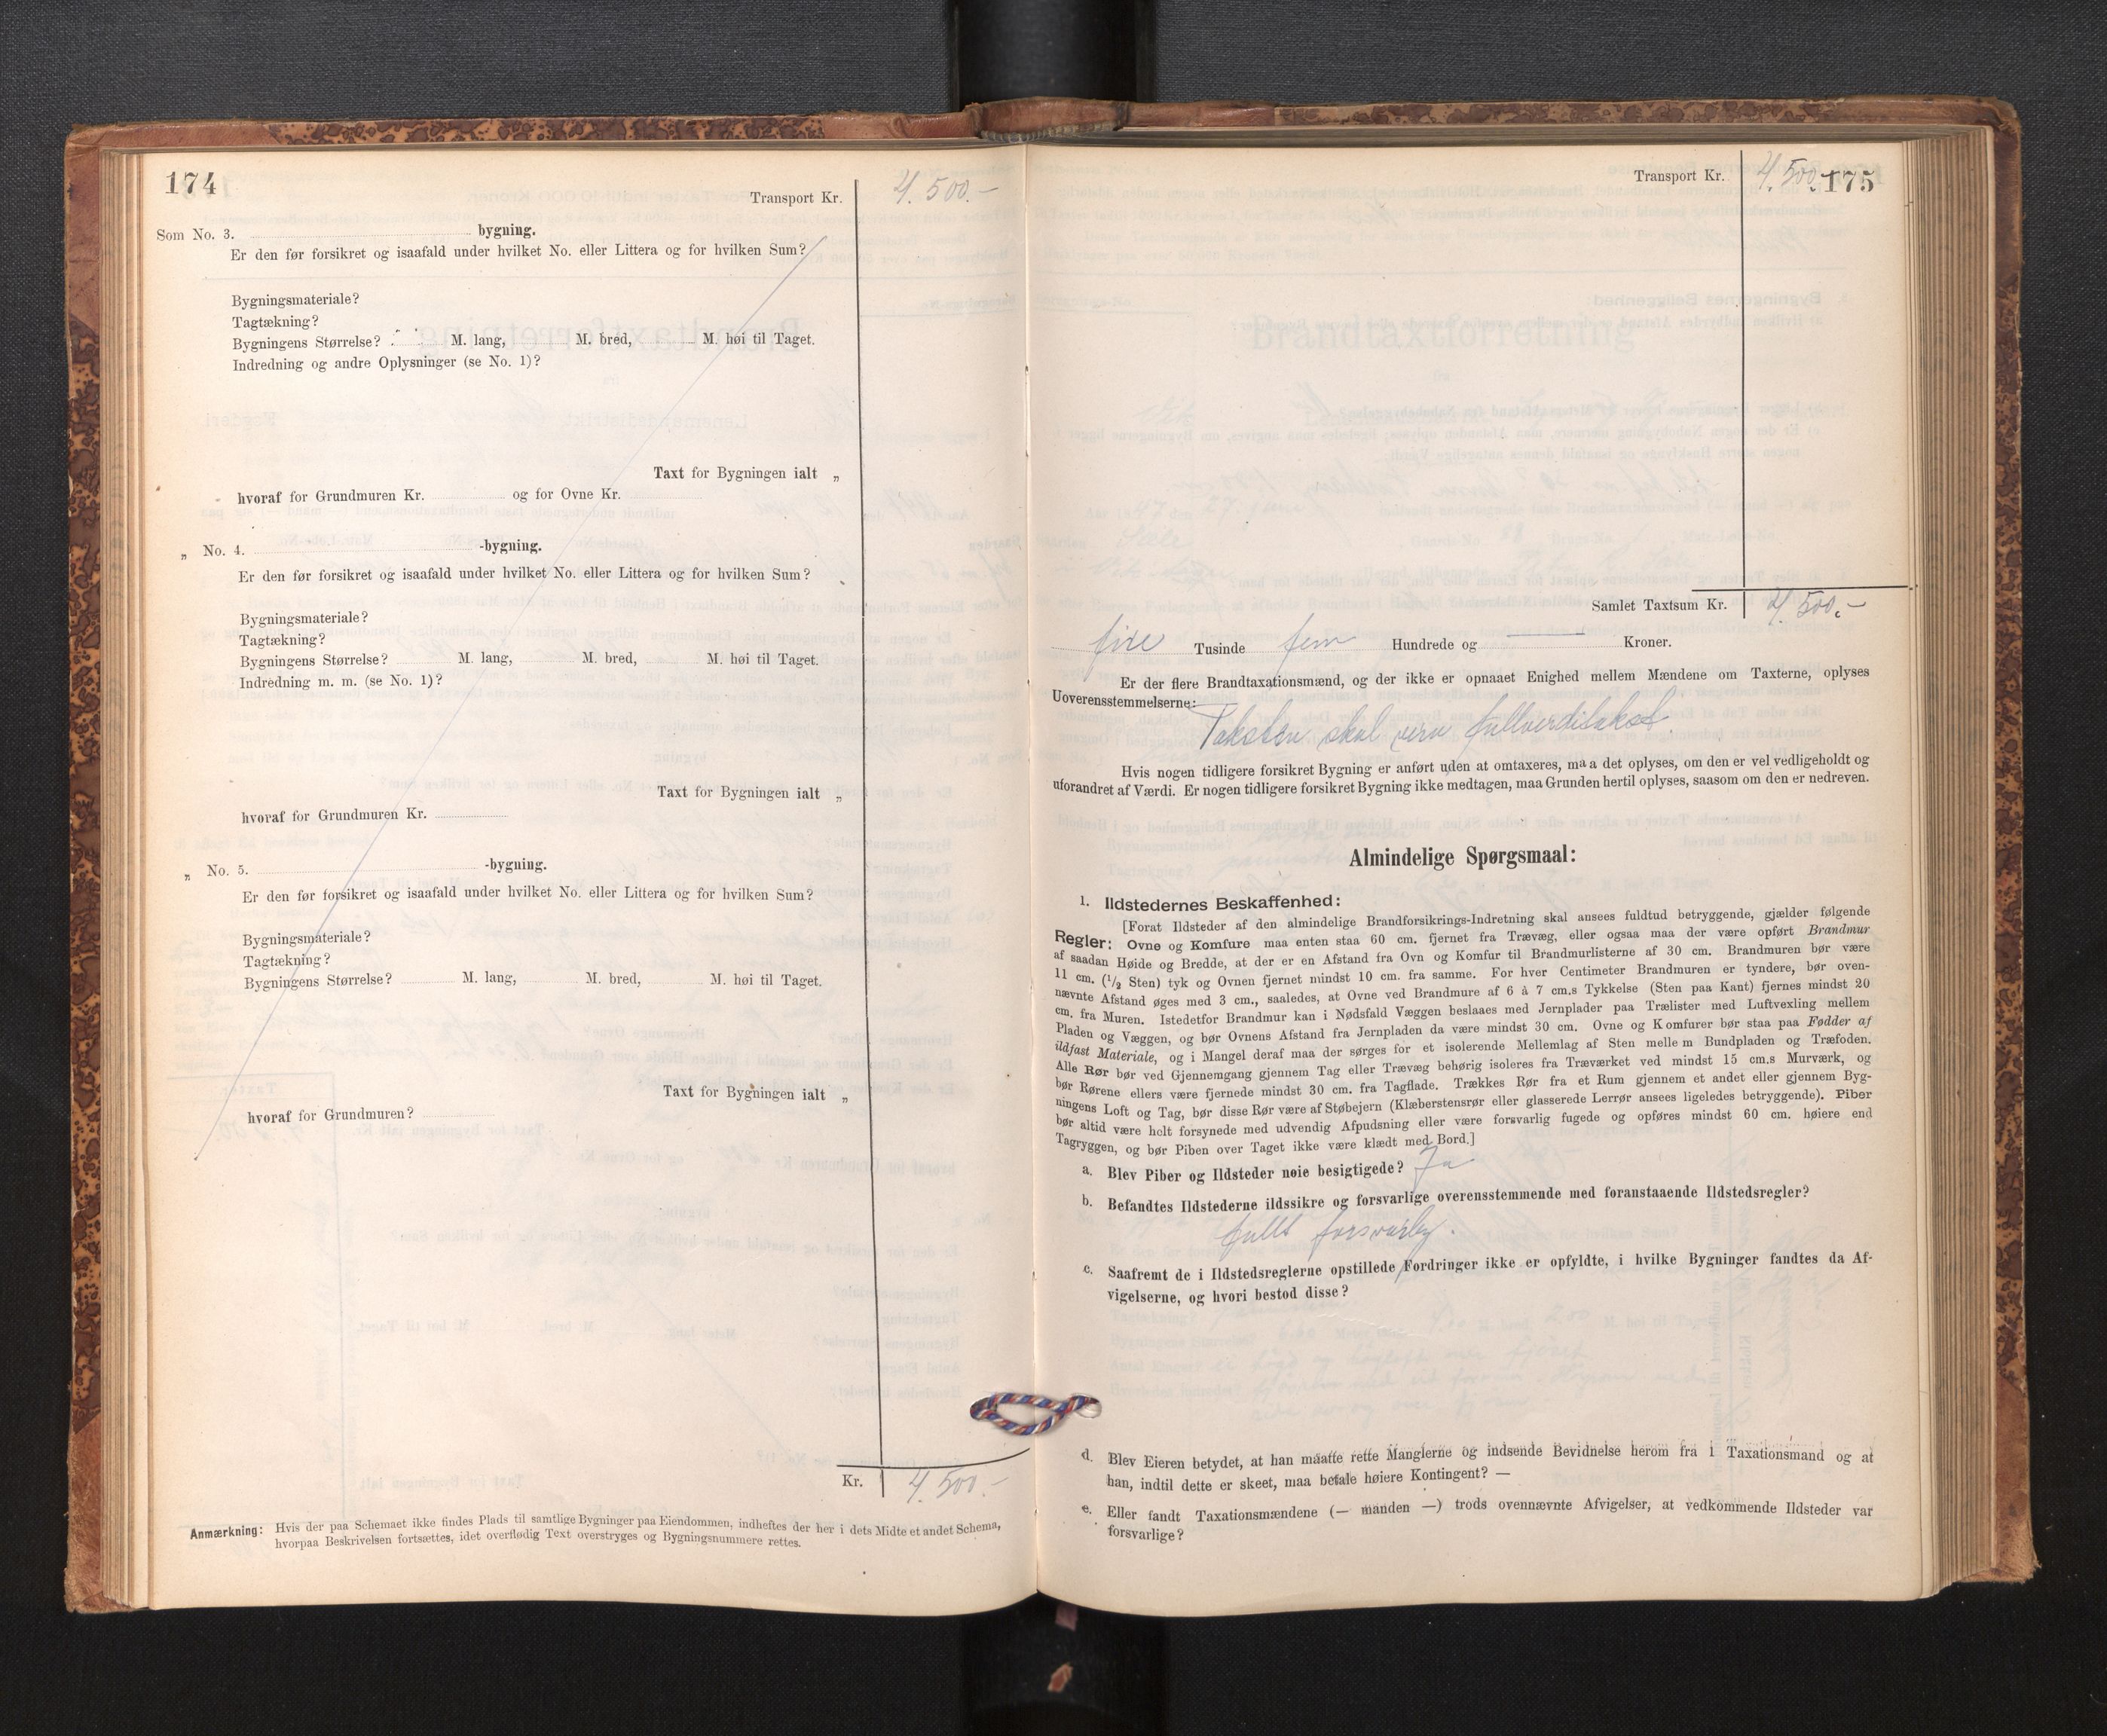 174
Transport Kr. 4.500.-
Som No. 3. bygning.
Er den før forsikret og isaafald under hvilket No. eller Littera og for hvilken Sum?
Bygningsmateriale?
Tagtækning?
Bygningens Størrelse? M. lang, M. bred, M. høi til Taget.
Indredning og andre Oplysninger (se No. 1)?
Taxt for Bygningen ialt „
hvoraf for Grundmuren Kr. og for Ovne Kr.
„ No. 4. -bygning.
Er den før forsikret og isaafald under hvilket No. eller Littera og for hvilken Sum?
Bygningsmateriale?
Tagtækning?
Bygningens Størrelse? M. lang, M. bred, M. høi til Taget.
Indredning m. m. (se No. 1)?
Taxt for Bygningen ialt „
hvoraf for Grundmuren Kr.
„ No. 5. -bygning.
Er den før forsikret og isaafald under hvilket No. eller Littera og for hvilken Sum?
Bygningsmateriale?
Tagtækning?
Bygningens Størrelse? M. lang, M. bred, M. høi til Taget.
Taxt for Bygningen ialt „
hvoraf for Grundmuren?
Kr. 4.500.-
Anmærkning: Hvis der paa Schemaet ikke findes Plads til samtlige Bygninger paa Eiendommen, indheftes der her i dets Midte et andet Schema,
hvorpaa Beskrivelsen fortsættes, idet overflødig Text overstryges og Bygningsnummere rettes.
Transport Kr. 4.500.- 175
Samlet Taxtsum Kr. 4.500.-
fire Tusinde fem Hundrede og Kroner.
Er der flere Brandtaxationsmænd, og der ikke er opnaaet Enighed mellem Mændene om Taxterne, oplyses
Uoverensstemmelserne:
Taksten skal vera fullverditakst
Hvis nogen tidligere forsikret Bygning er anført uden at omtaxeres, maa det oplyses, om den er vel vedligeholdt og
uforandret af Værdi. Er nogen tidligere forsikret Bygning ikke medtagen, maa Grunden hertil oplyses, saasom om den er nedreven.
Almindelige Spørgsmaal:
1. Ildstedernes Beskaffenhed:
[Forat Ildsteder af den almindelige Brandforsikrings-Indretning skal ansees fuldtud betryggende, gjælder følgende
Regler: Ovne og Komfure maa enten staa 60 cm. fjernet fra Trævæg, eller ogsaa maa der være opført Brandmur
af saadan Høide og Bredde, at der er en Afstand fra Ovn og Komfur til Brandmurlisterne af 30 cm. Brandmuren bør være
11 cm. (1/2 Sten) tyk og Ovnen fjernet mindst 10 cm. fra samme. For hver Centimeter Brandmuren er tyndere, bør oven-
nævnte Afstand øges med 3 cm., saaledes, at Ovne ved Brandmure af 6 à 7 cm.s Tykkelse (Sten paa Kant) fjernes mindst 20
cm. fra Muren. Istedetfor Brandmur kan i Nødsfald Væggen beslaaes med Jernplader paa Trælister med Luftvexling mellem
Pladen og Væggen, og bør Ovnens Afstand fra Jernpladen da være mindst 30 cm. Ovne og Komfurer bør staa paa Fødder af
ildfast Materiale, og i Mangel deraf maa der sørges for et isolerende Mellemlag af Sten mellem Bundpladen og Træfoden.
Alle Rør bør ved Gjennemgang gjennem Tag eller Trævæg behørig isoleres fra Træværket ved mindst 15 cm.s Murværk, og
bør Rørene ellers være fjernede mindst 30 cm. fra Tagflade. Trækkes Rør fra et Rum gjennem et andet eller gjennem Byg-
ningens Loft og Tag, bør disse Rør være af Støbejern (Klæberstensrør eller glasserede Lerrør ansees ligeledes betryggende). Piber
bør altid være helt forsynede med udvendig Afpudsning eller være forsvarlig fugede og opføres mindst 60 cm. høiere end
Tagryggen, og bør Piben over Taget ikke være klædt med Bord.]
a. Blev Piber og Ildsteder nøie besigtigede? Ja
b. Befandtes Ildstederne ildssikre og forsvarlige overensstemmende med foranstaaende Ildstedsregler?
fullt forsvarleg.
c. Saafremt de i Ildstedsreglerne opstillede Fordringer ikke er opfyldte, i hvilke Bygninger fandtes da Af-
vigelserne, og hvori bestod disse?
d. Blev Eieren betydet, at han maatte rette Manglerne og indsende Bevidnelse herom fra 1 Taxationsmand og at
han, indtil dette er skeet, maa betale høiere Kontingent? —
e. Eller fandt Taxationsmændene (— manden —) trods ovennævnte Afvigelser, at vedkommende Ildsteder var
forsvarlige?